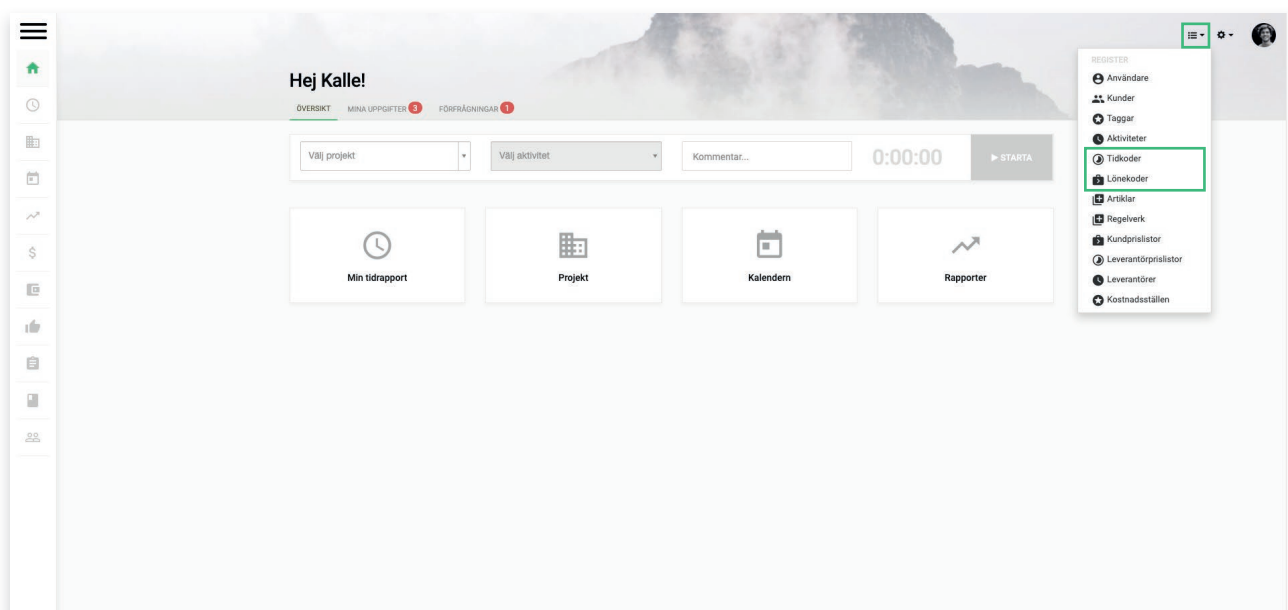 REGISTER
Användare
Kunder
Taggar
Aktiviteter
Tidkoder
Lönekoder
Artiklar
Regelverk
Kundprislistor
Leverantörprislistor
Leverantörer
Kostnadsställen
Hej Kalle!
ÖVERSIKT MINA UPPGIFTER 3 FÖRFRÅGNINGAR 1
Välj projekt Välj aktivitet Kommentar... 0:00:00 STARTA
Min tidrapport Projekt Kalendern Rapporter